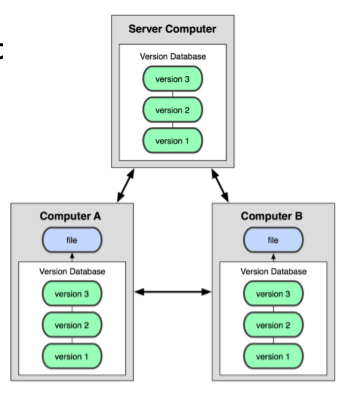 Server Computer
Version Database
version 3
version 2
version 1
Computer A
file
Version Database
version 3
version 2
version 1
Computer B
file
Version Database
version 3
version 2
version 1